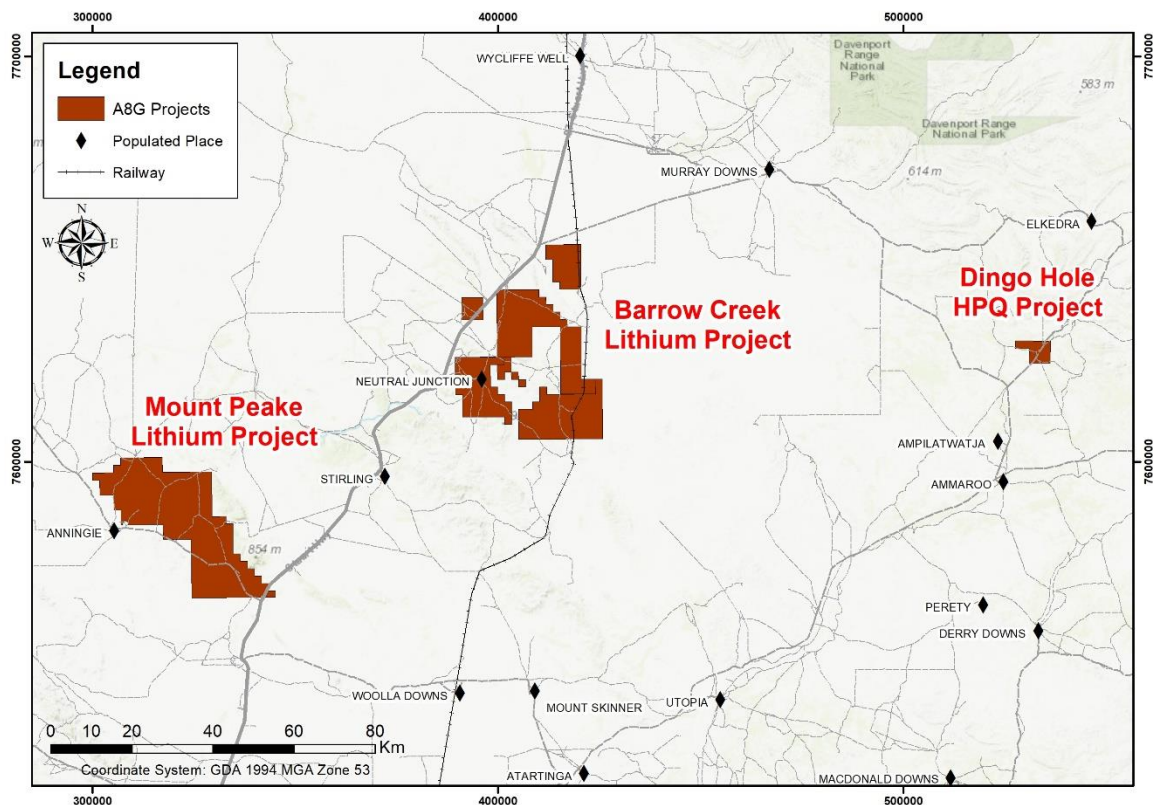 300000
400000
500000
7700000
7700000
Legend
A8G Projects
Populated Place
Railway
N
W
E
S
WYCLIFFE WELL
Davenport
Range
National
Park
583 m
Davenport Range
National Park
MURRAY DOWNS
614 m
ELKEDRA
Dingo Hole
HPQ Project
Barrow Creek
Lithium Project
NEUTRAL JUNCTION
Mount Peake
Lithium Project
AMPILATWATJA
7600000
7600000
STIRLING
AMMAROO
ANNINGIE
854 m
PERETY
DERRY DOWNS
WOOLLA DOWNS
MOUNT SKINNER
UTOPIA
0 10 20 40 60 80
Km
Coordinate System: GDA 1994 MGA Zone 53
ATARTINGA
MACDONALD DOWNS
300000
400000
500000